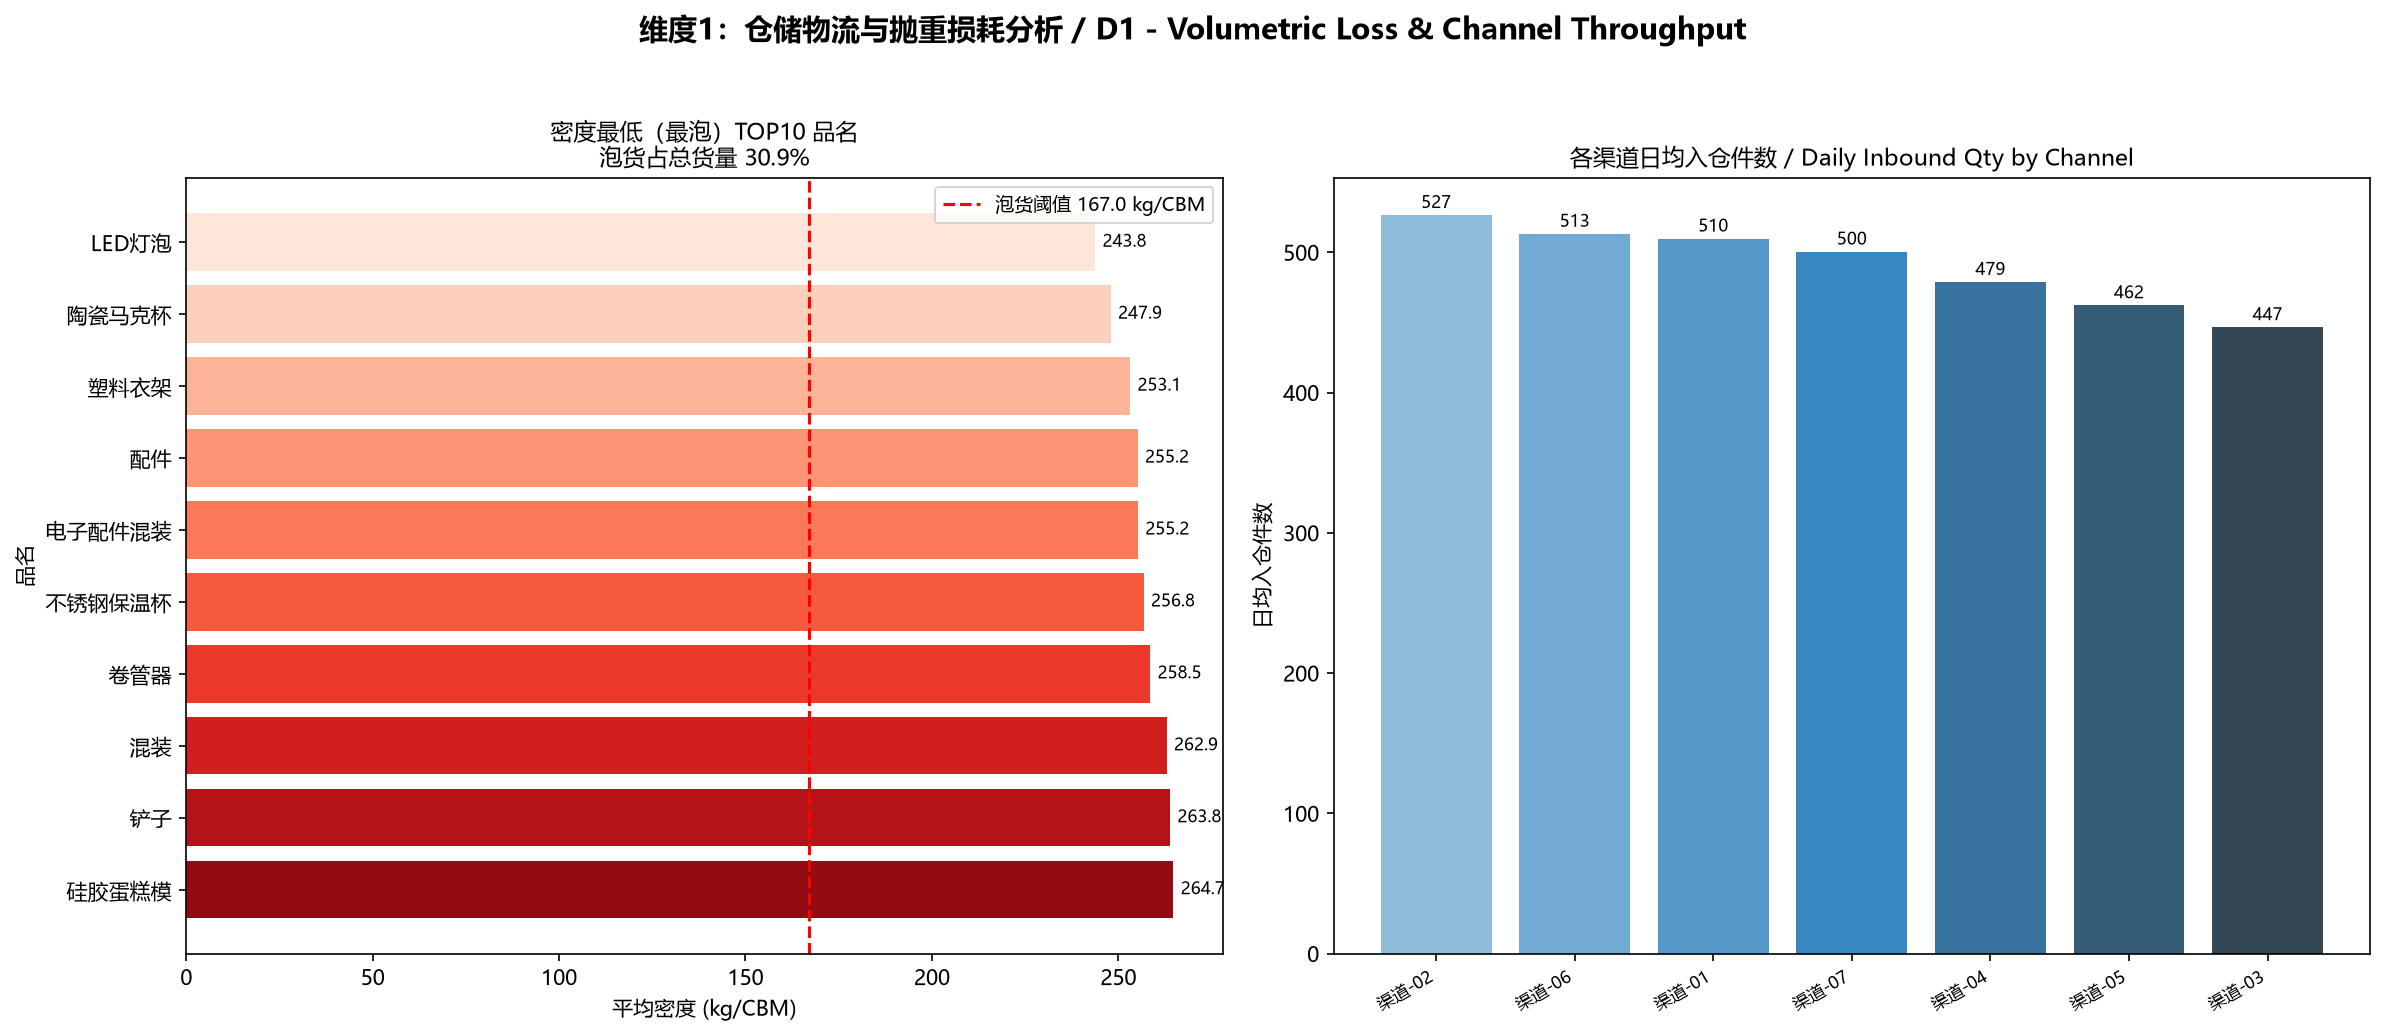 维度1：仓储物流与抛重损耗分析 / D1 - Volumetric Loss & Channel Throughput
密度最低（最泡）TOP10 品名
泡货占总货量 30.9%
泡货阈值 167.0 kg/CBM
品名
LED灯泡
243.8
陶瓷马克杯
247.9
塑料衣架
253.1
配件
255.2
电子配件混装
255.2
不锈钢保温杯
256.8
卷管器
258.5
混装
262.9
铲子
263.8
硅胶蛋糕模
264.7
0
50
100
150
200
250
平均密度 (kg/CBM)
各渠道日均入仓件数 / Daily Inbound Qty by Channel
日均入仓件数
500
400
300
200
100
0
527
513
510
500
479
462
447
渠道-02
渠道-06
渠道-01
渠道-07
渠道-04
渠道-05
渠道-03